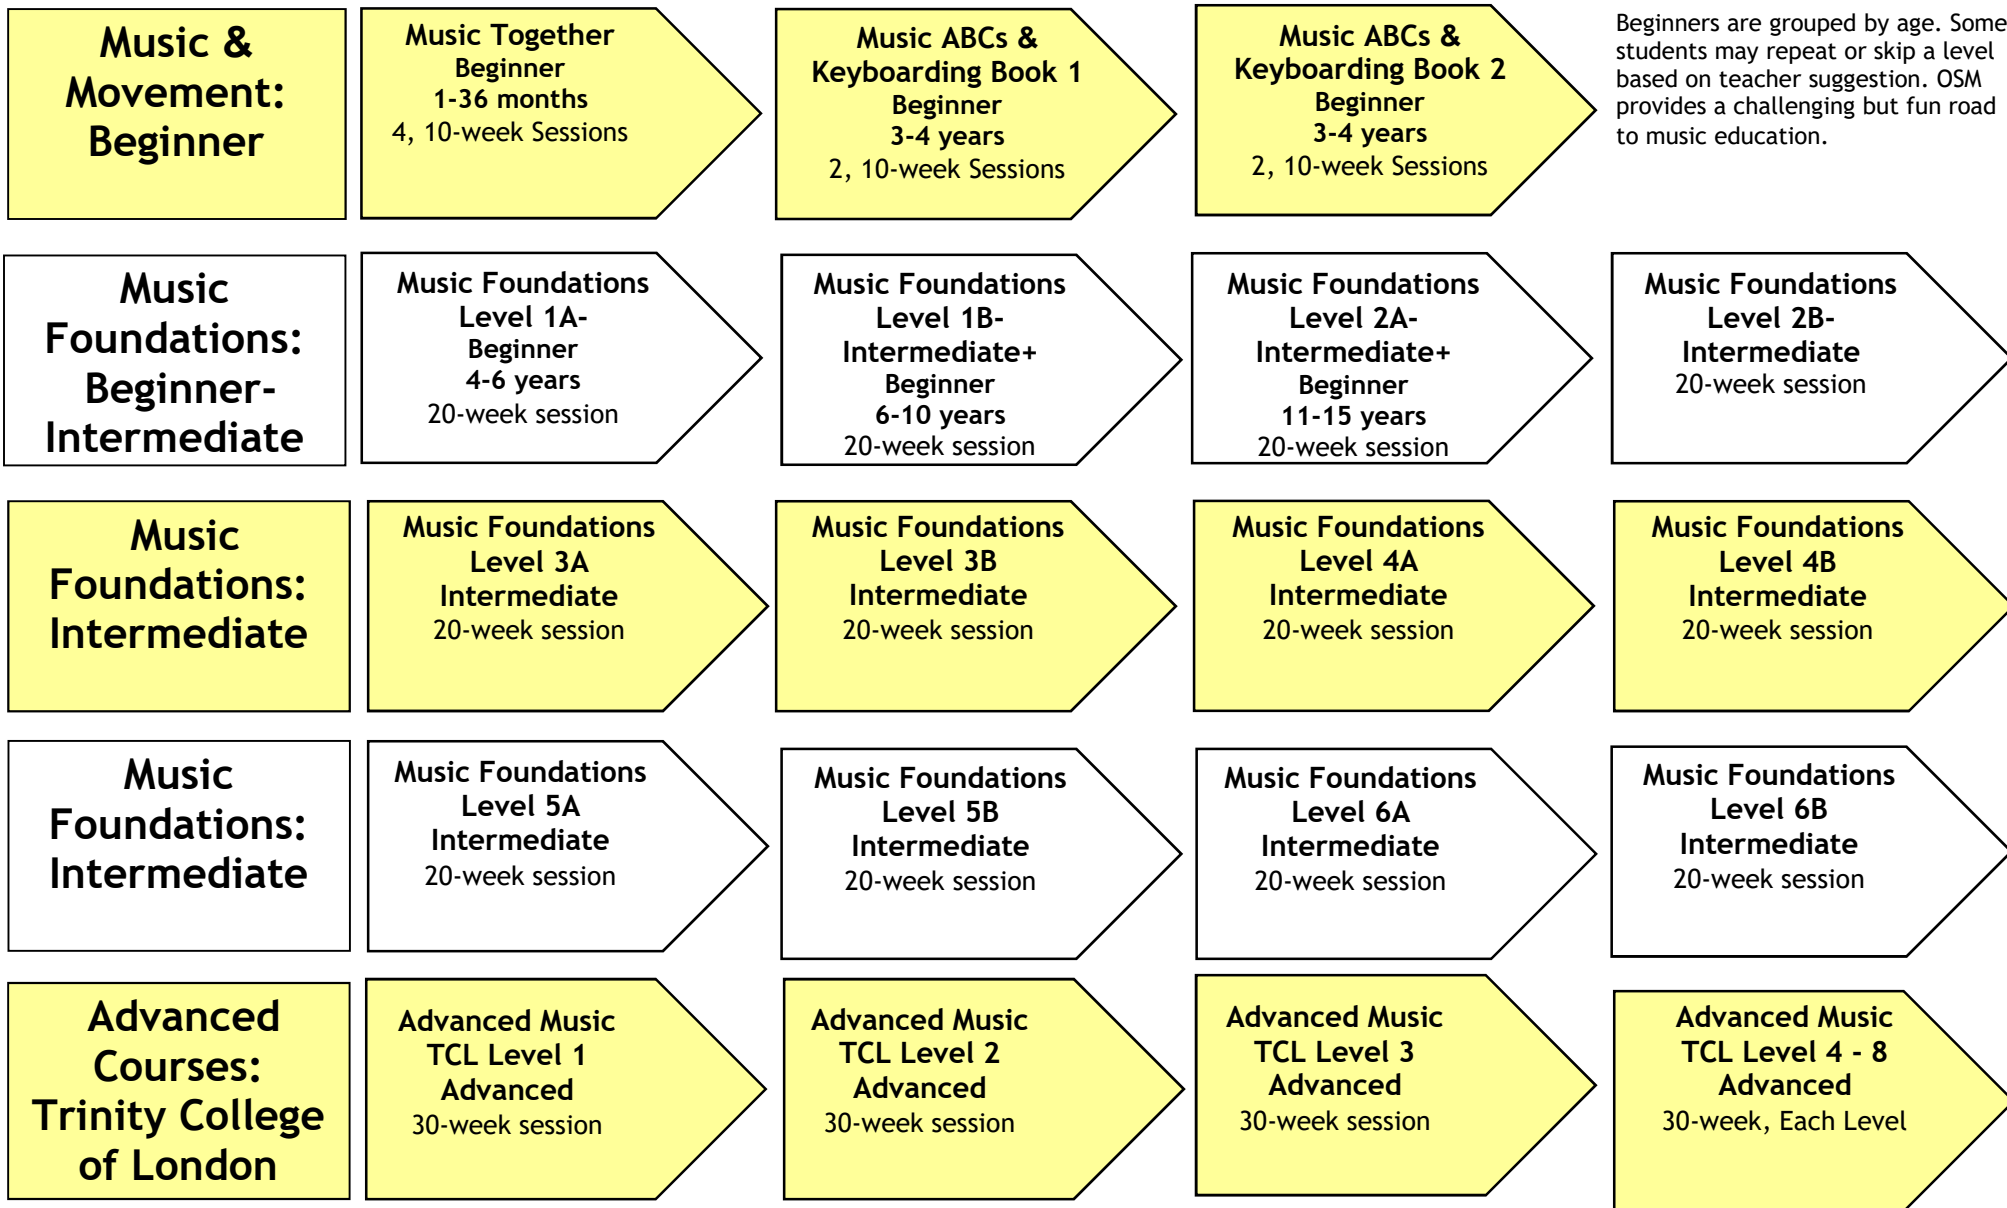 Music &
Movement:
Beginner
Music Together
Beginner
1-36 months
4, 10-week Sessions
Music ABCs &
Keyboarding Book 1
Beginner
3-4 years
2, 10-week Sessions
Music ABCs &
Keyboarding Book 2
Beginner
3-4 years
2, 10-week Sessions
Beginners are grouped by age. Some
students may repeat or skip a level
based on teacher suggestion. OSM
provides a challenging but fun road
to music education.
Music
Foundations:
Beginner-
Intermediate
Music Foundations
Level 1A-
Beginner
4-6 years
20-week session
Music Foundations
Level 1B-
Intermediate+
Beginner
6-10 years
20-week session
Music Foundations
Level 2A-
Intermediate+
Beginner
11-15 years
20-week session
Music Foundations
Level 2B-
Intermediate
20-week session
Music
Foundations:
Intermediate
Music Foundations
Level 3A
Intermediate
20-week session
Music Foundations
Level 3B
Intermediate
20-week session
Music Foundations
Level 4A
Intermediate
20-week session
Music Foundations
Level 4B
Intermediate
20-week session
Music
Foundations:
Intermediate
Music Foundations
Level 5A
Intermediate
20-week session
Music Foundations
Level 5B
Intermediate
20-week session
Music Foundations
Level 6A
Intermediate
20-week session
Music Foundations
Level 6B
Intermediate
20-week session
Advanced
Courses:
Trinity College
of London
Advanced Music
TCL Level 1
Advanced
30-week session
Advanced Music
TCL Level 2
Advanced
30-week session
Advanced Music
TCL Level 3
Advanced
30-week session
Advanced Music
TCL Level 4 - 8
Advanced
30-week, Each Level